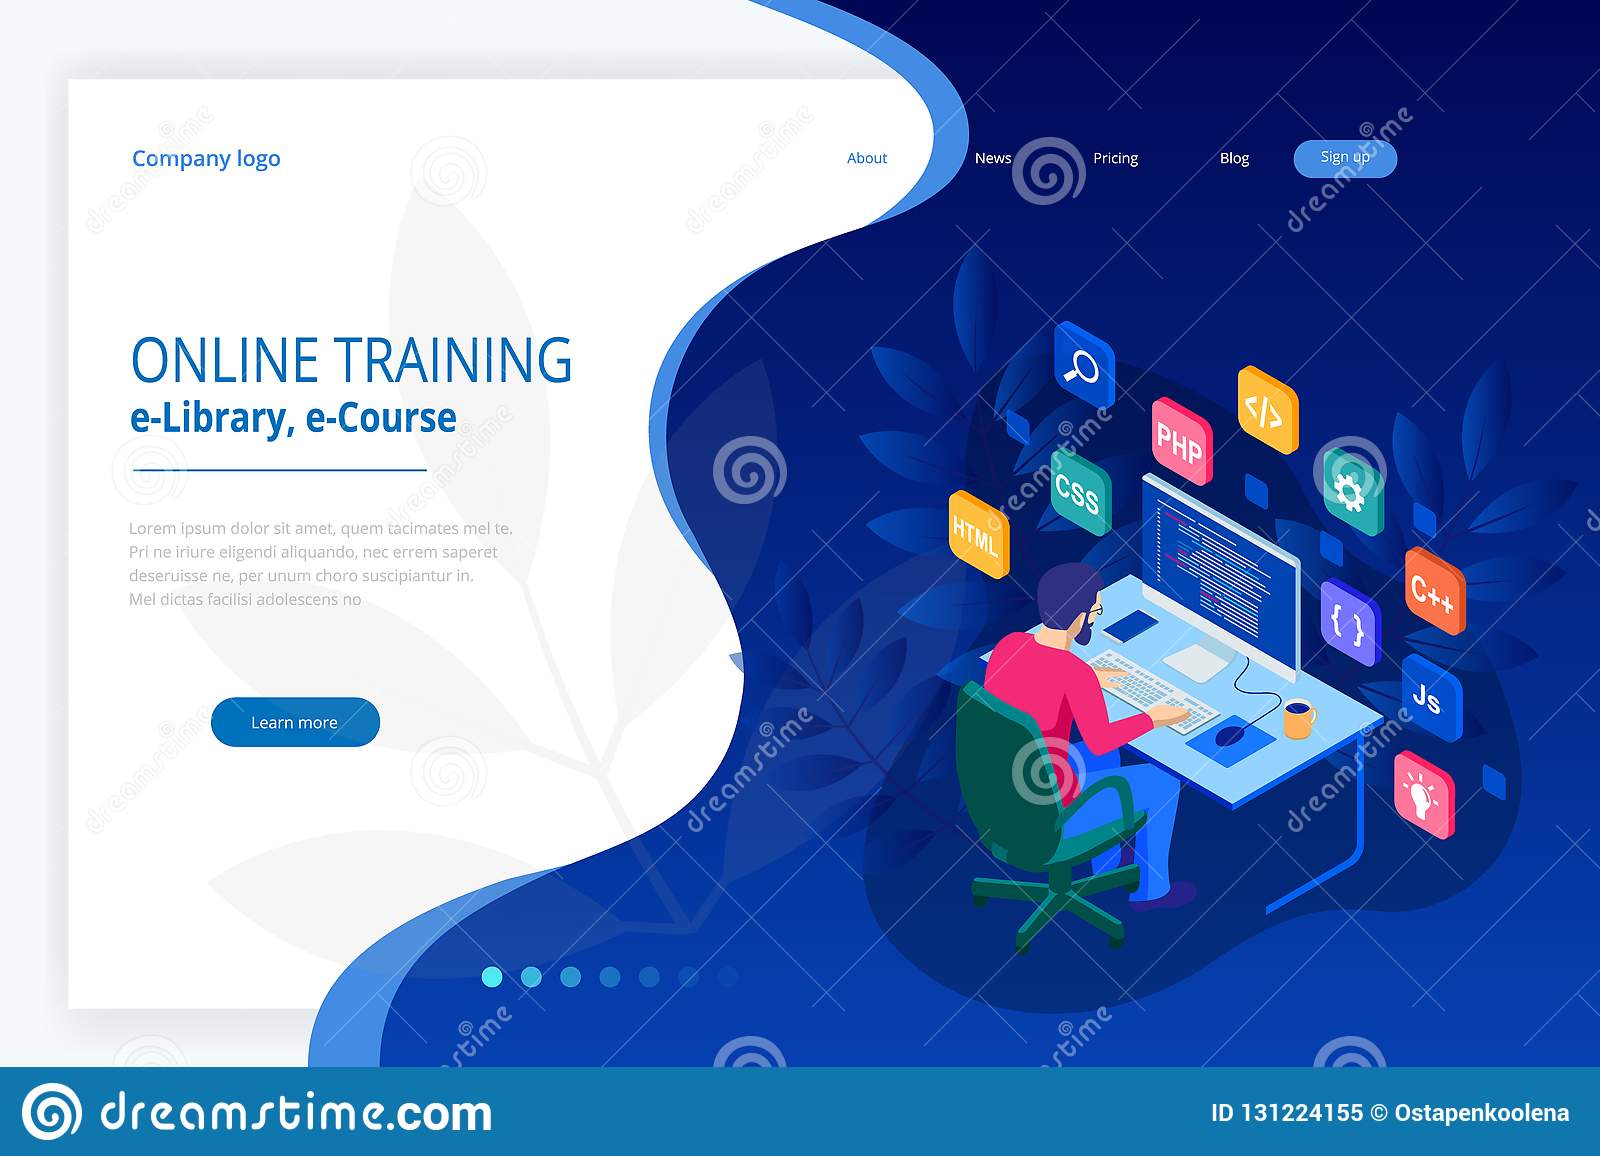 Company logo
About
News
Pricing
Blog
Sign up
ONLINE TRAINING
e-Library, e-Course
Lorem ipsum dolor sit amet, quem tacimates mel te.
Pri ne iriure eligendi aliquando, nec errem saperet
deseruisse ne, per unum choro suscipiantur in.
Mel dictas facilisi adolescens no
Learn more
</>
PHP
CSS
HTML
C++
{ }
Js
dreamstime.com
ID 131224155 © Ostapenkoolena